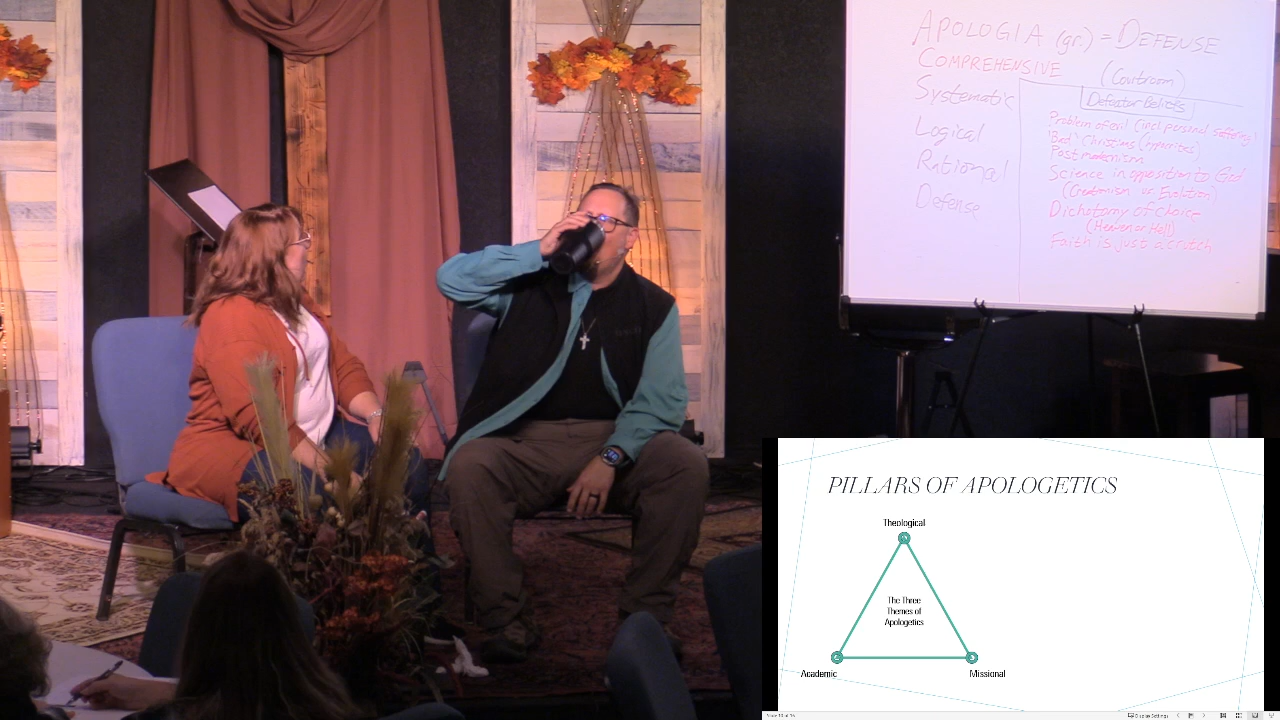 APOLOGIA (gr.) = DEFENSE
(Courtroom)
COMPREHENSIVE
Systematic
Logical
Rational
Defense
Defeater Beliefs
Problem of evil (incl. personal suffering)
"Bad" Christians (hypocrites)
Postmodernism
Science in opposition to God
(Creationism vs. Evolution)
Dichotomy of choice
(Heaven or Hell)
Faith is just a crutch
PILLARS OF APOLOGETICS
Theological
The Three
Themes of
Apologetics
Academic
Missional
Display Settings